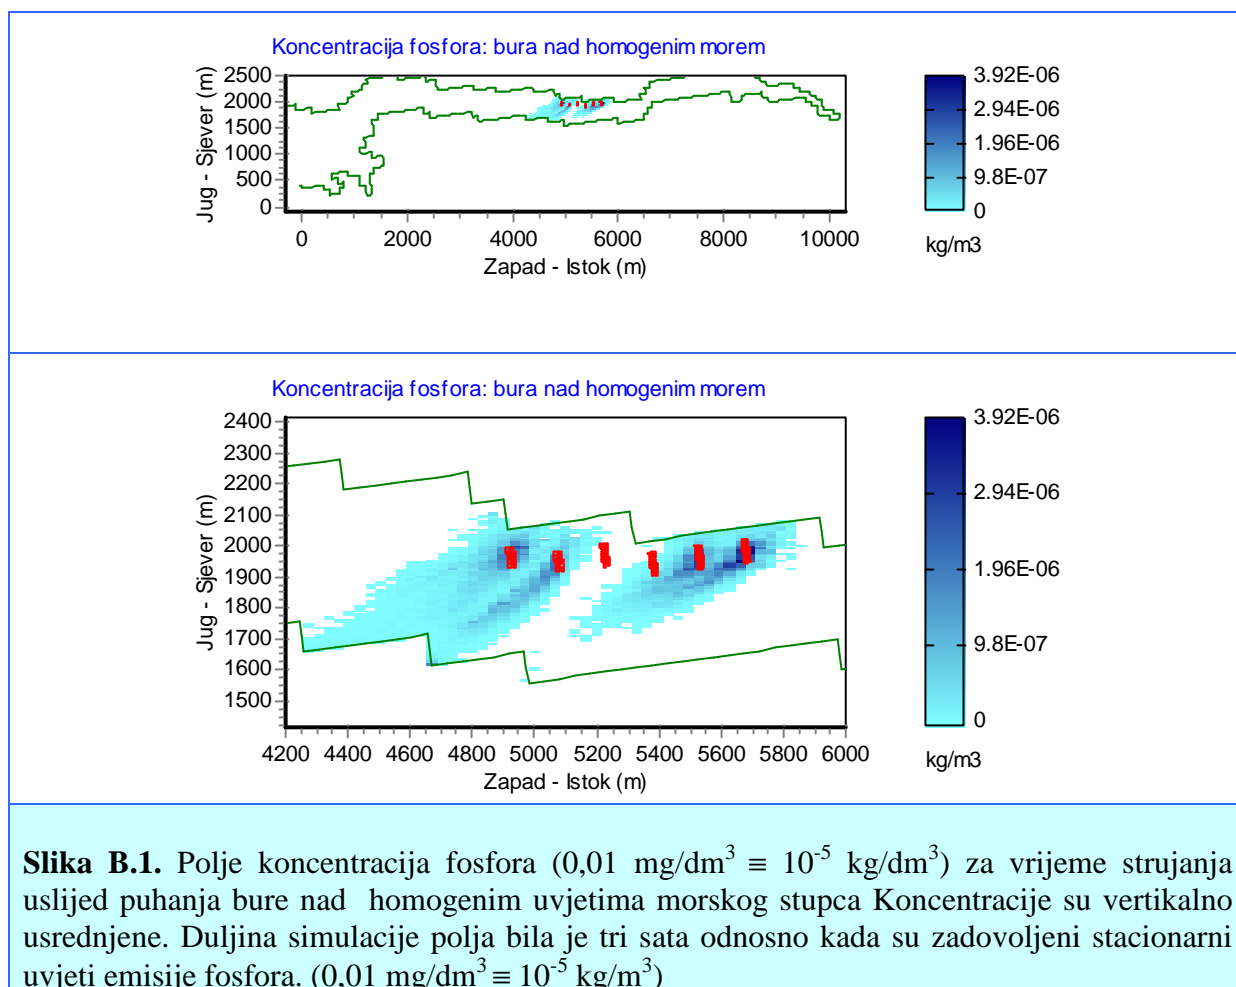 Koncentracija fosfora: bura nad homogenim morem
2500
2000
1500
1000
500
0
Jug - Sjever (m)
0 2000 4000 6000 8000 10000
Zapad - Istok (m)
3.92E-06
2.94E-06
1.96E-06
9.8E-07
0
kg/m3
Koncentracija fosfora: bura nad homogenim morem
2400
2300
2200
2100
2000
1900
1800
1700
1600
1500
Jug - Sjever (m)
4200 4400 4600 4800 5000 5200 5400 5600 5800 6000
Zapad - Istok (m)
3.92E-06
2.94E-06
1.96E-06
9.8E-07
0
kg/m3
Slika B.1. Polje koncentracija fosfora (0,01 mg/dm³ ≡ 10⁻⁵ kg/dm³) za vrijeme strujanja
uslijed puhanja bure nad homogenim uvjetima morskog stupca Koncentracije su vertikalno
usrednjene. Duljina simulacije polja bila je tri sata odnosno kada su zadovoljeni stacionarni
uvjeti emisije fosfora. (0,01 mg/dm³ ≡ 10⁻⁵ kg/m³)